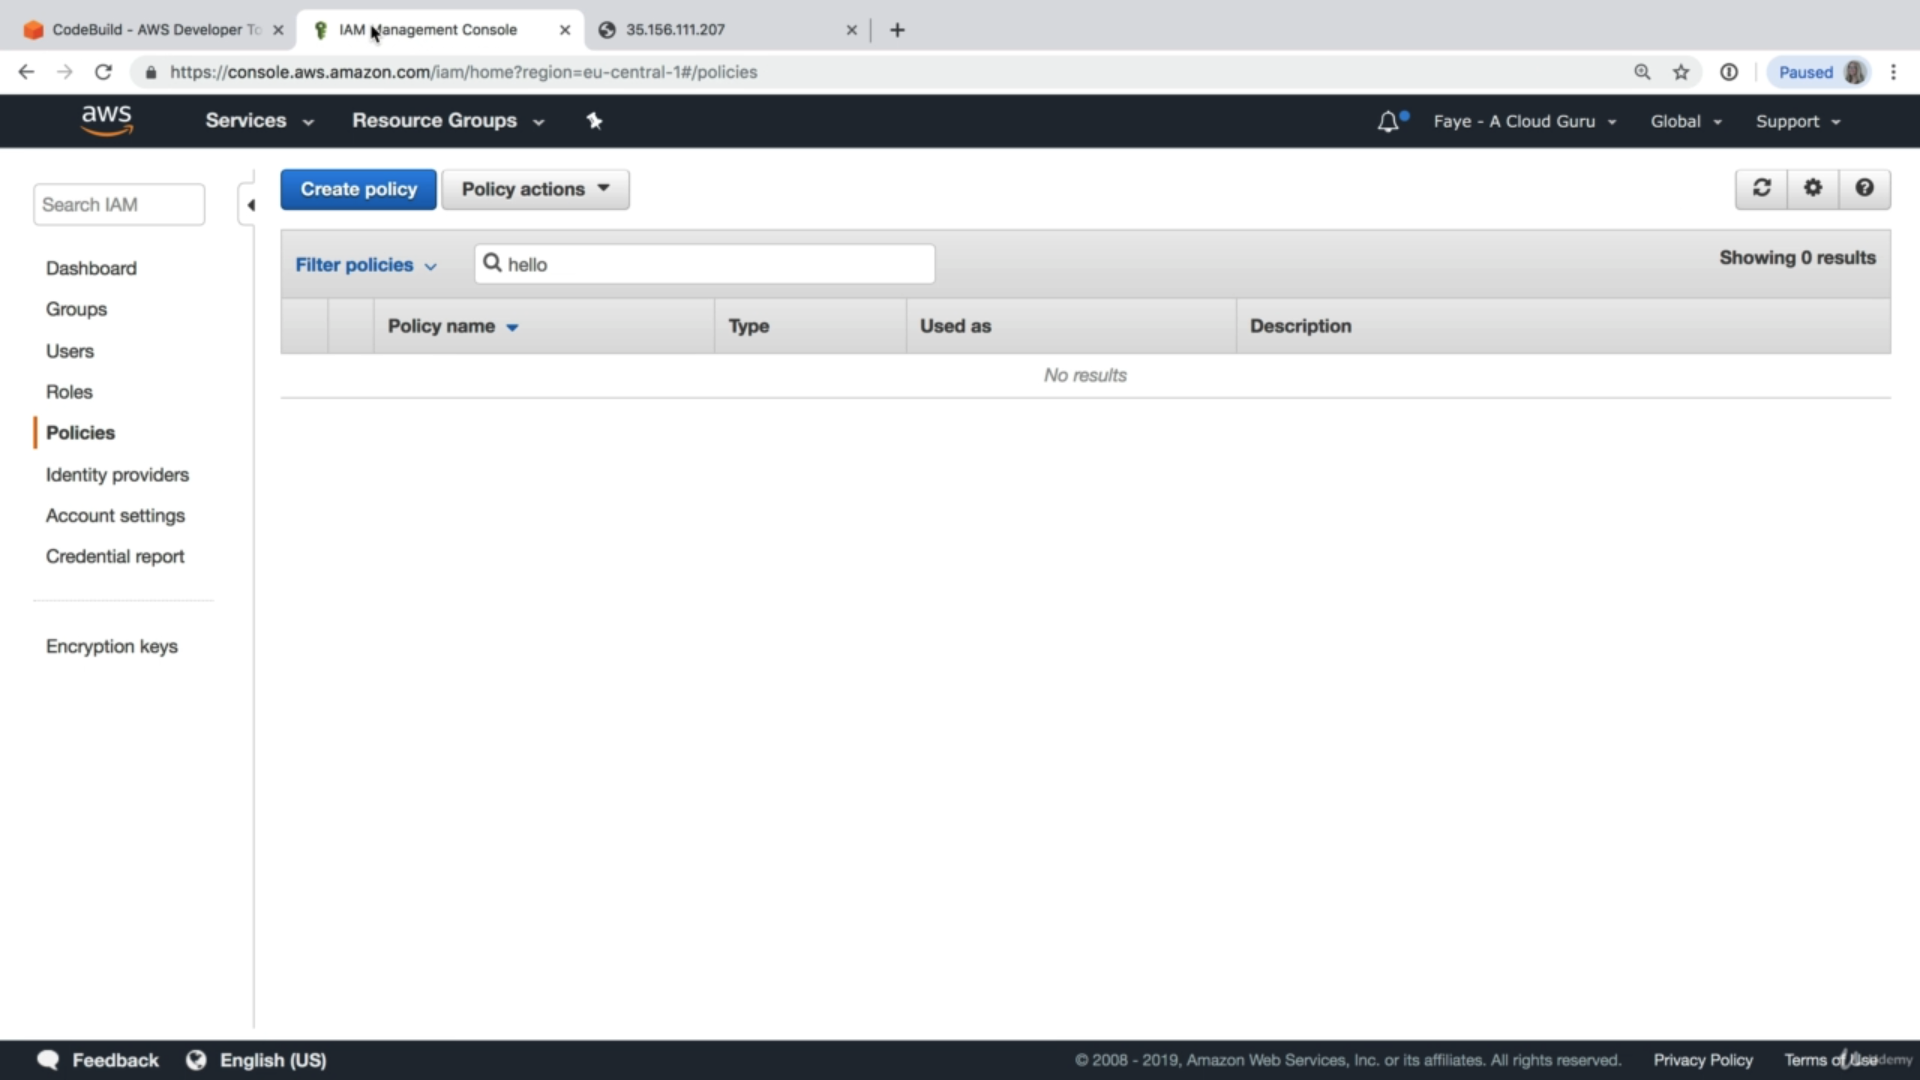 CodeBuild - AWS Developer To
IAM Management Console
35.156.111.207
https://console.aws.amazon.com/iam/home?region=eu-central-1#/policies
Paused
aws
Services
Resource Groups
Faye - A Cloud Guru
Global
Support
Search IAM
Create policy
Policy actions
Filter policies
hello
Showing 0 results
Policy name
Type
Used as
Description
No results
Dashboard
Groups
Users
Roles
Policies
Identity providers
Account settings
Credential report
Encryption keys
Feedback
English (US)
© 2008 - 2019, Amazon Web Services, Inc. or its affiliates. All rights reserved.
Privacy Policy
Terms of Use